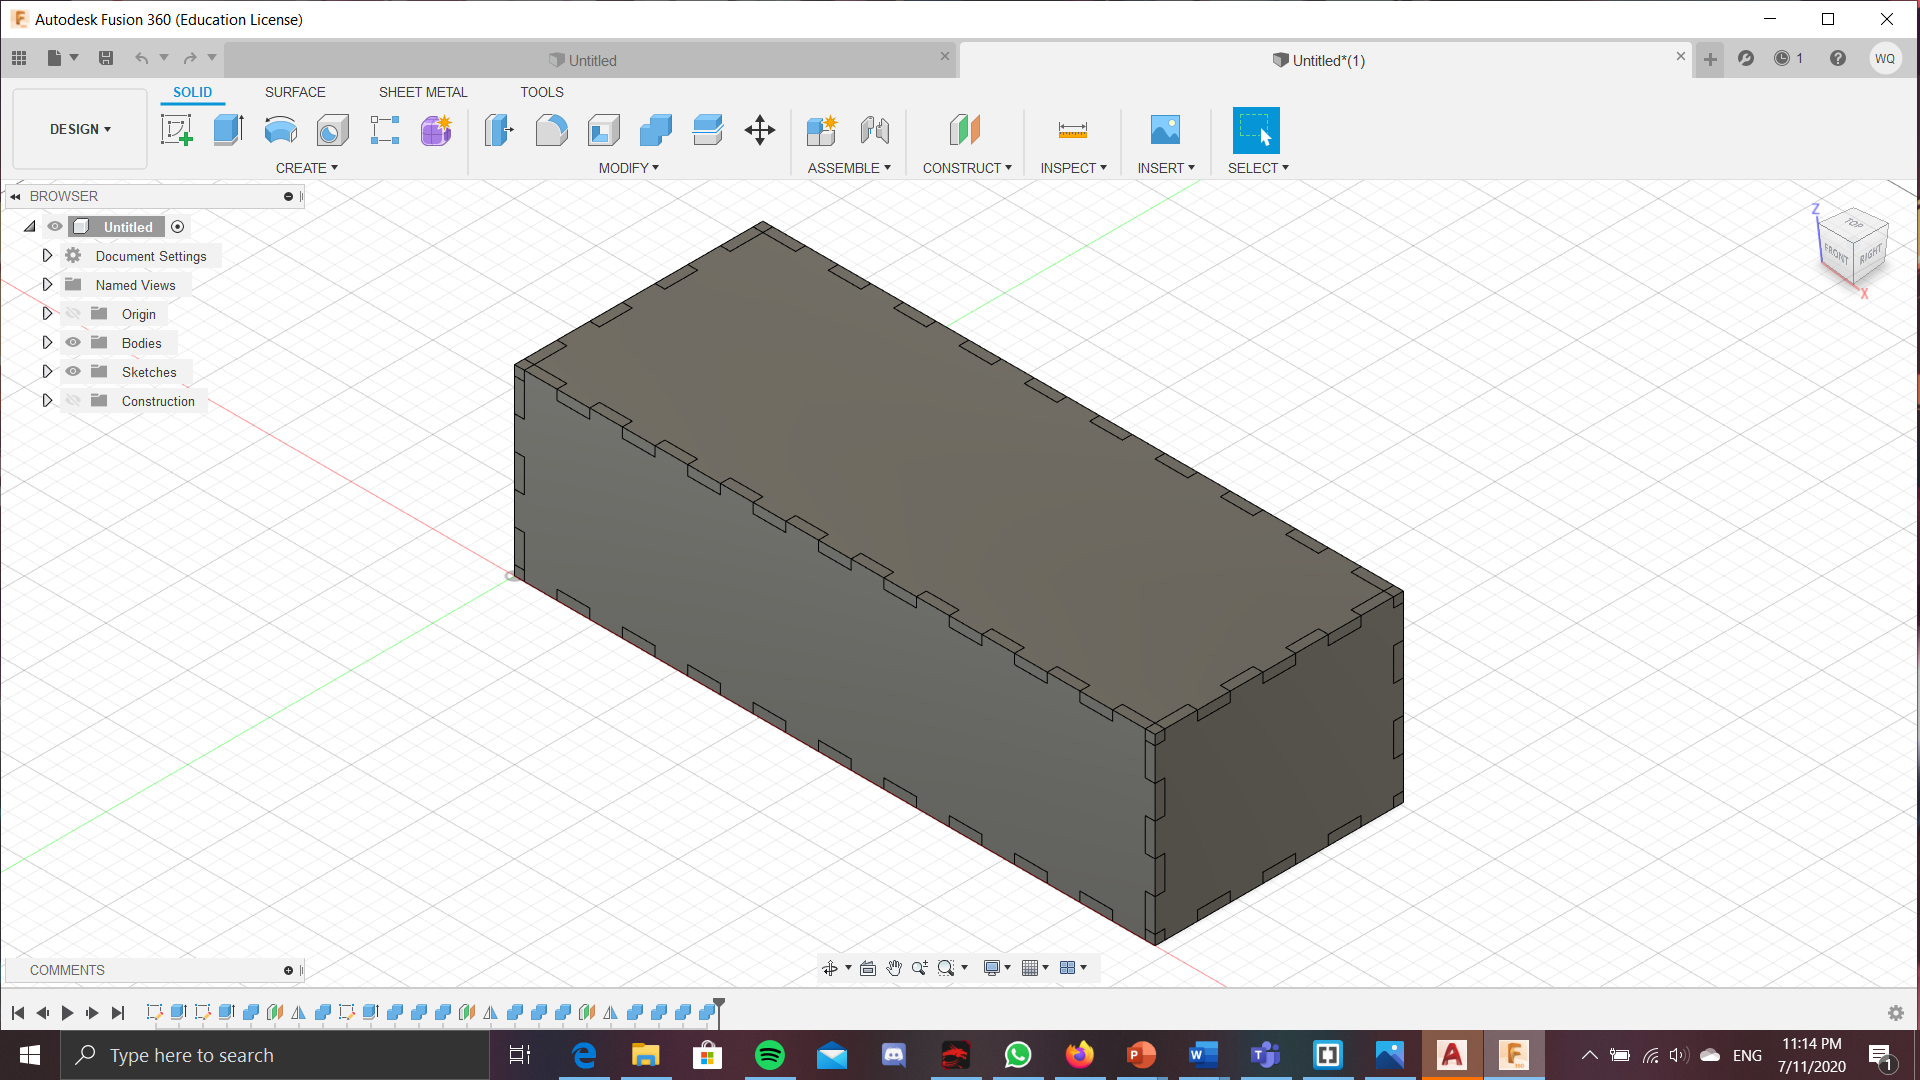 Autodesk Fusion 360 (Education License)
Untitled
Untitled*(1)
1
WQ
SOLID SURFACE SHEET METAL TOOLS
DESIGN
CREATE MODIFY ASSEMBLE CONSTRUCT INSPECT INSERT SELECT
BROWSER
Untitled
Document Settings
Named Views
Origin
Bodies
Sketches
Construction
Z
TOP
FRONT
RIGHT
X
COMMENTS
Type here to search
ENG
11:14 PM
7/11/2020
1